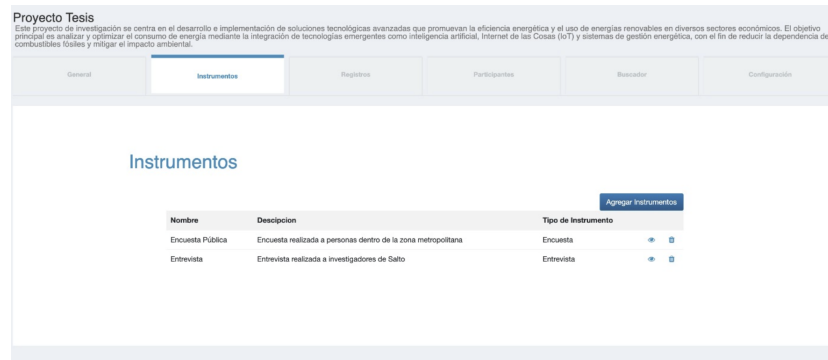 Proyecto Tesis
Este proyecto de investigación se centra en el desarrollo e implementación de soluciones tecnológicas avanzadas que promuevan la eficiencia energética y el uso de energías renovables en diversos sectores económicos. El objetivo
principal es analizar y optimizar el consumo de energía mediante la integración de tecnologías emergentes como inteligencia artificial, Internet de las Cosas (IoT) y sistemas de gestión energética, con el fin de reducir la dependencia de
combustibles fósiles y mitigar el impacto ambiental.
General Instrumentos Registros Participantes Buscador Configuración
Instrumentos
Agregar Instrumentos
Nombre Descipcion Tipo de Instrumento
Encuesta Pública Encuesta realizada a personas dentro de la zona metropolitana Encuesta
Entrevista Entrevista realizada a investigadores de Salto Entrevista